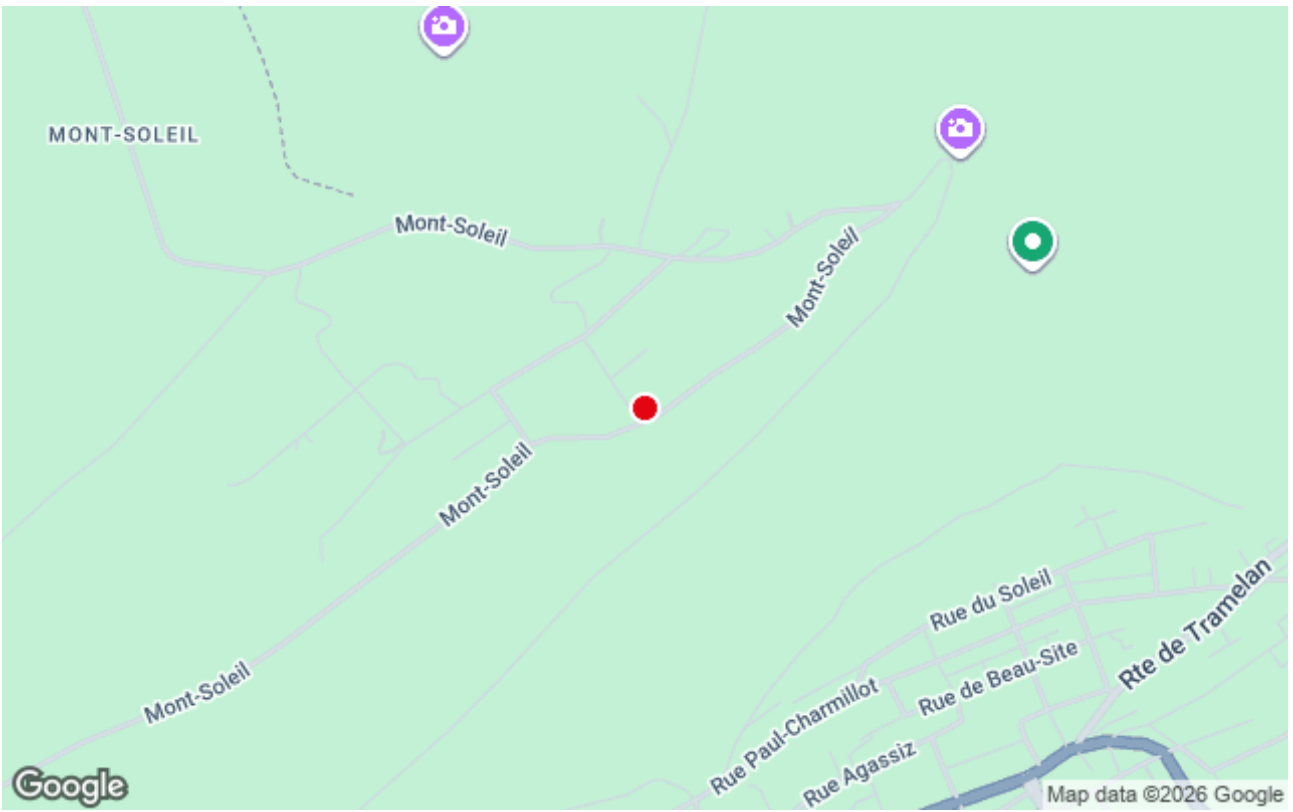 MONT-SOLEIL
Mont-Soleil
Mont-Soleil
Mont-Soleil
Mont-Soleil
Rue du Soleil
Rte de Tramelan
Rue de Beau-Site
Rue Paul-Charmillot
Rue Agassiz
Google
Map data ©2026 Google